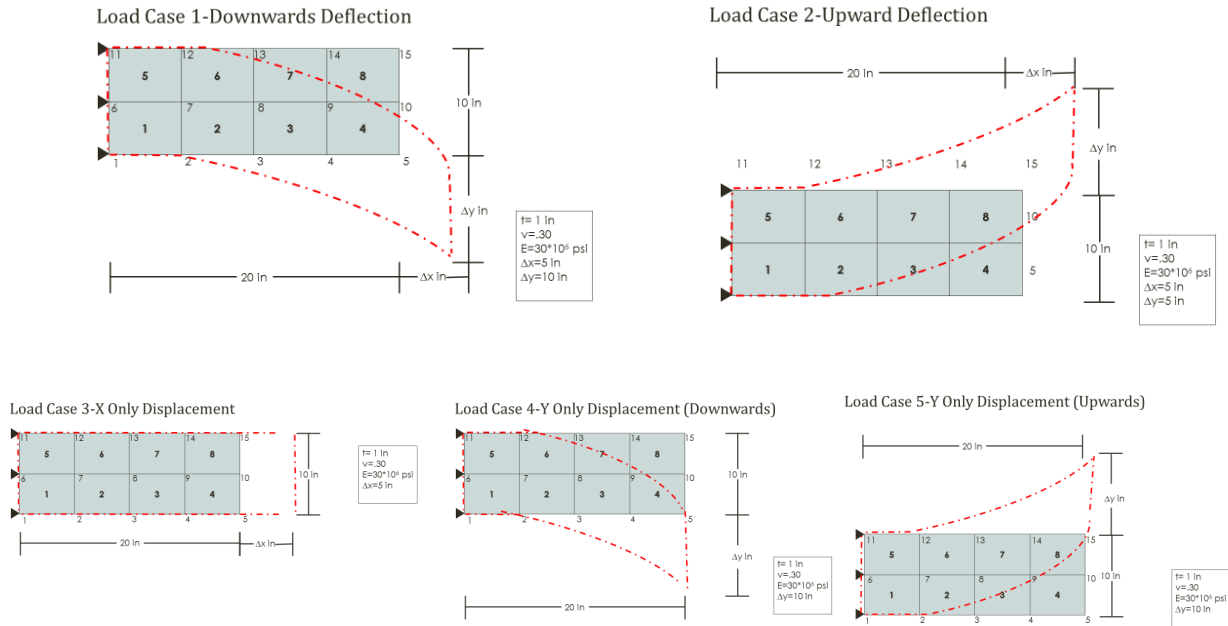 Load Case 1-Downwards Deflection
11 12 13 14 15
5 6 7 8
6 7 8 9 10
1 2 3 4
1 2 3 4 5
10 in
Δy in
20 in
Δx in
t= 1 in
v=.30
E=30*10⁶ psi
Δx=5 in
Δy=10 in
Load Case 2-Upward Deflection
20 in
Δx in
Δy in
11 12 13 14 15
5 6 7 8 10
1 2 3 4 5
10 in
t= 1 in
v=.30
E=30*10⁶ psi
Δx=5 in
Δy=5 in
Load Case 3-X Only Displacement
11 12 13 14 15
5 6 7 8
6 7 8 9 10
1 2 3 4
1 2 3 4 5
10 in
20 in
Δx in
t= 1 in
v=.30
E=30*10⁶ psi
Δx=5 in
Load Case 4-Y Only Displacement (Downwards)
11 12 13 14 15
5 6 7 8
6 7 8 9 10
1 2 3 4
1 2 3 4 5
10 in
Δy in
20 in
t= 1 in
v=.30
E=30*10⁶ psi
Δy=10 in
Load Case 5-Y Only Displacement (Upwards)
20 in
Δy in
11 12 13 14 15
5 6 7 8
6 7 8 9 10
1 2 3 4
1 2 3 4 5
10 in
t= 1 in
v=.30
E=30*10⁶ psi
Δy=10 in